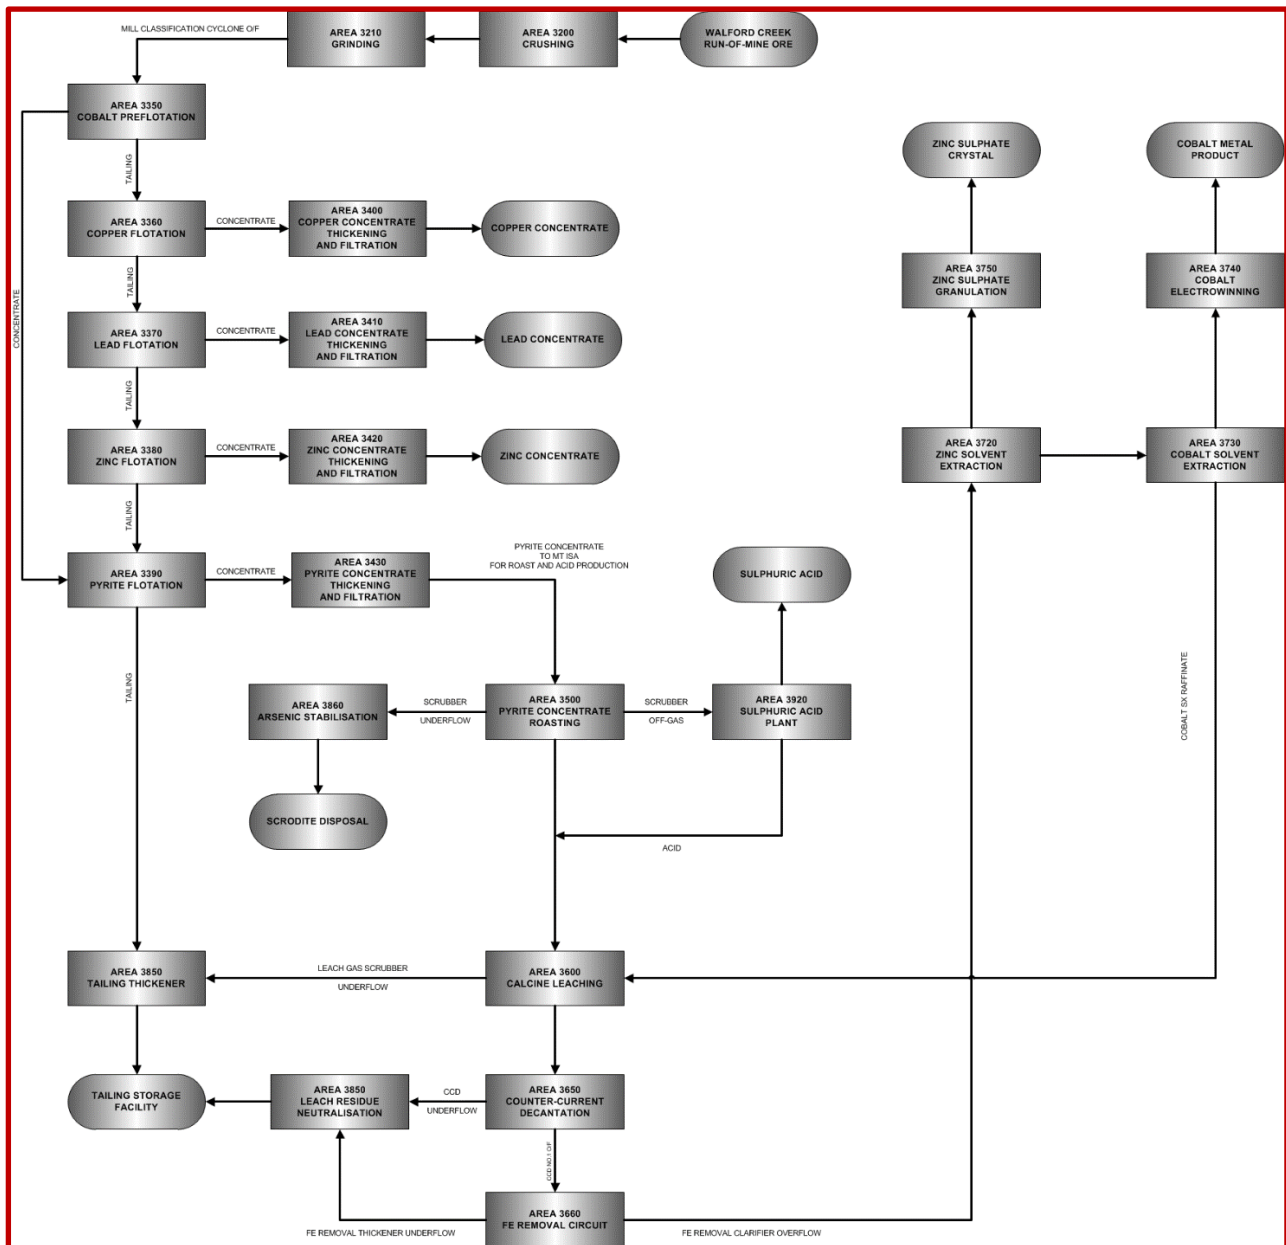 MILL CLASSIFICATION CYCLONE O/F
AREA 3210
GRINDING
AREA 3200
CRUSHING
WALFORD CREEK
RUN-OF-MINE ORE
AREA 3350
COBALT PREFLOTATION
TAILING
CONCENTRATE
AREA 3360
COPPER FLOTATION
CONCENTRATE
AREA 3400
COPPER CONCENTRATE
THICKENING
AND FILTRATION
COPPER CONCENTRATE
TAILING
AREA 3370
LEAD FLOTATION
CONCENTRATE
AREA 3410
LEAD CONCENTRATE
THICKENING
AND FILTRATION
LEAD CONCENTRATE
TAILING
AREA 3380
ZINC FLOTATION
CONCENTRATE
AREA 3420
ZINC CONCENTRATE
THICKENING
AND FILTRATION
ZINC CONCENTRATE
TAILING
AREA 3390
PYRITE FLOTATION
CONCENTRATE
AREA 3430
PYRITE CONCENTRATE
THICKENING
AND FILTRATION
PYRITE CONCENTRATE
TO MT ISA
FOR ROAST AND ACID PRODUCTION
SULPHURIC ACID
TAILING
AREA 3860
ARSENIC STABILISATION
SCRUBBER
UNDERFLOW
AREA 3500
PYRITE CONCENTRATE
ROASTING
SCRUBBER
OFF-GAS
AREA 3920
SULPHURIC ACID
PLANT
SCRODITE DISPOSAL
ACID
AREA 3850
TAILING THICKENER
LEACH GAS SCRUBBER
UNDERFLOW
AREA 3600
CALCINE LEACHING
TAILING STORAGE
FACILITY
AREA 3850
LEACH RESIDUE
NEUTRALISATION
CCD
UNDERFLOW
AREA 3650
COUNTER-CURRENT
DECANTATION
CCD NO.1 O/F
AREA 3660
FE REMOVAL CIRCUIT
FE REMOVAL THICKENER UNDERFLOW
FE REMOVAL CLARIFIER OVERFLOW
ZINC SULPHATE
CRYSTAL
COBALT METAL
PRODUCT
AREA 3750
ZINC SULPHATE
GRANULATION
AREA 3740
COBALT
ELECTROWINNING
AREA 3720
ZINC SOLVENT
EXTRACTION
AREA 3730
COBALT SOLVENT
EXTRACTION
COBALT SX RAFFINATE